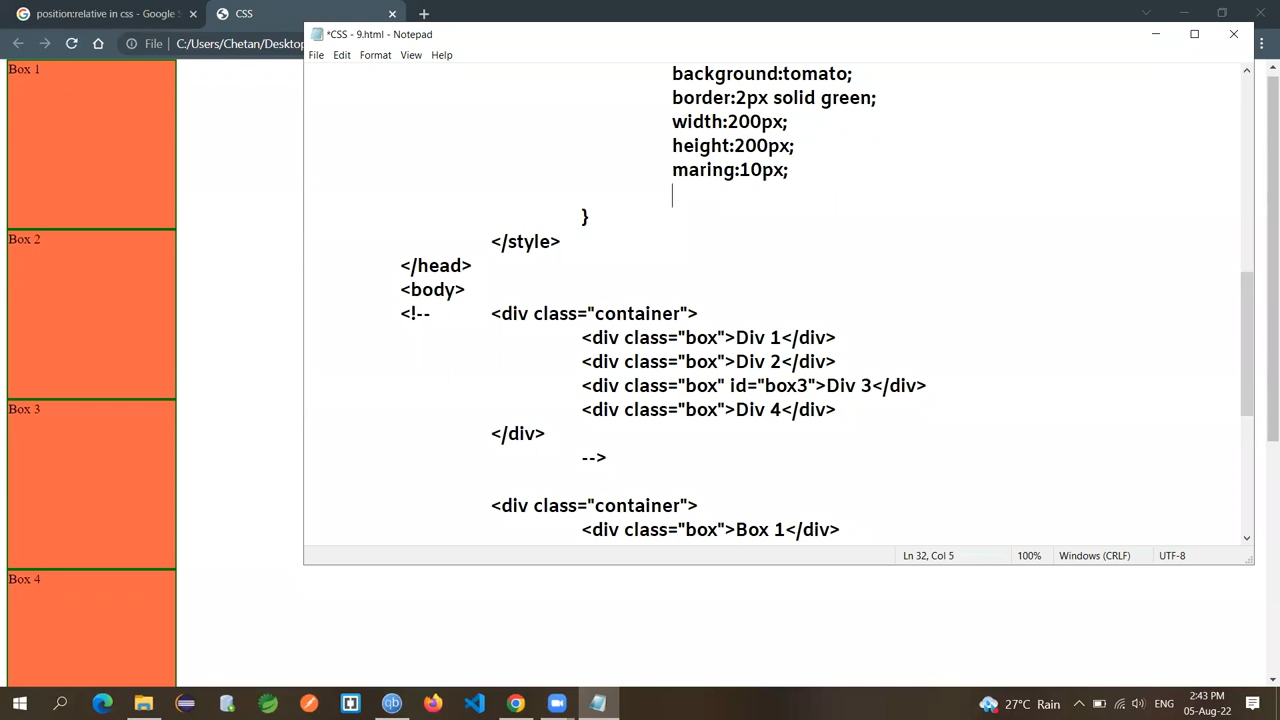 position:relative in css - Google S
CSS
File
C:/Users/Chetan/Desktop
*CSS - 9.html - Notepad
File Edit Format View Help
background:tomato;
border:2px solid green;
width:200px;
height:200px;
maring:10px;
}
</style>
</head>
<body>
<!-- <div class="container">
<div class="box">Div 1</div>
<div class="box">Div 2</div>
<div class="box" id="box3">Div 3</div>
<div class="box">Div 4</div>
</div>
-->
<div class="container">
<div class="box">Box 1</div>
Ln 32, Col 5 100% Windows (CRLF) UTF-8
Box 1
Box 2
Box 3
Box 4
27°C Rain ENG 2:43 PM
05-Aug-22